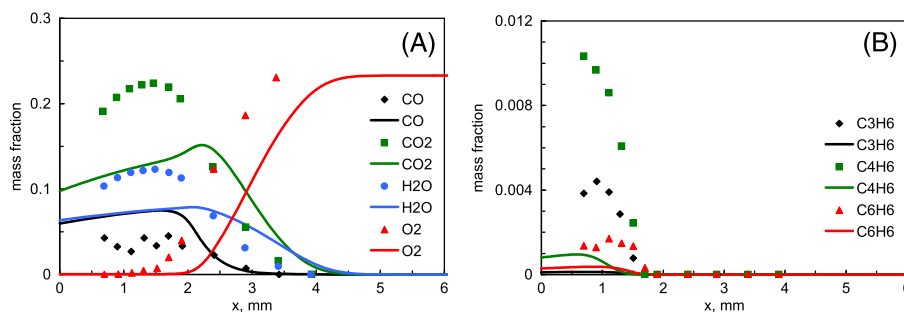 0.3
(A)
0.2
CO
CO
CO2
mass fraction
CO2
0.1
H2O
H2O
O2
O2
0
0 1 2 3 4 5 6
x, mm
0.012
(B)
0.008
C3H6
mass fraction
C3H6
C4H6
0.004
C4H6
C6H6
C6H6
0
0 1 2 3 4 5 6
x, mm